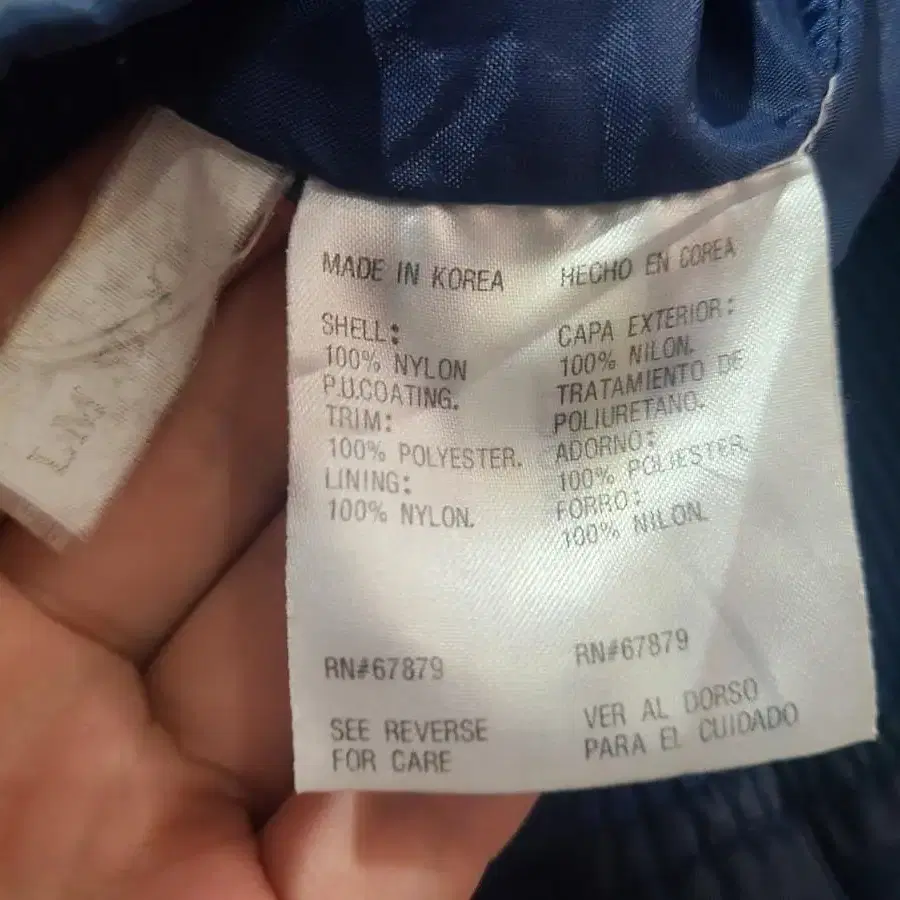 MADE IN KOREA
SHELL:
100% NYLON
P.U.COATING.
TRIM:
100% POLYESTER.
LINING:
100% NYLON.
RN#67879
SEE REVERSE
FOR CARE
HECHO EN COREA
CAPA EXTERIOR:
100% NILON.
TRATAMIENTO DE
POLIURETANO.
ADORNO:
100% POLIESTER.
FORRO:
100% NILON.
RN#67879
VER AL DORSO
PARA EL CUIDADO